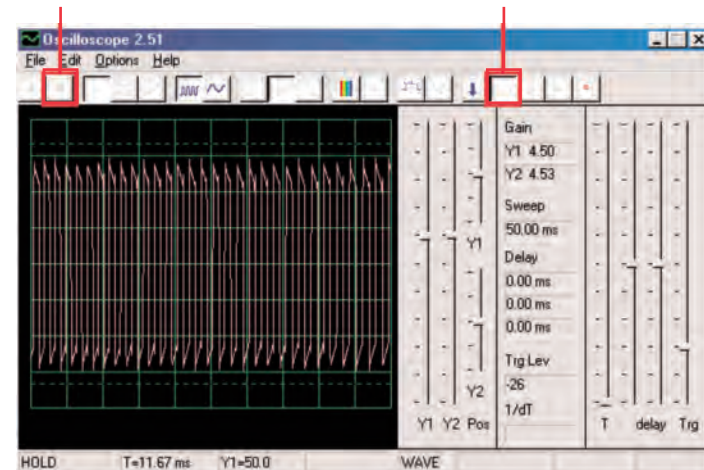 Oscilloscope 2.51
File Edit Options Help
Gain
Y1 4.50
Y2 4.53
Sweep
50.00 ms
Y1
Delay
0.00 ms
0.00 ms
0.00 ms
Trg Lev
-26
Y2
1/dT
Y1 Y2 Pos
T delay Trg
HOLD T=11.67 ms Y1=50.0 WAVE